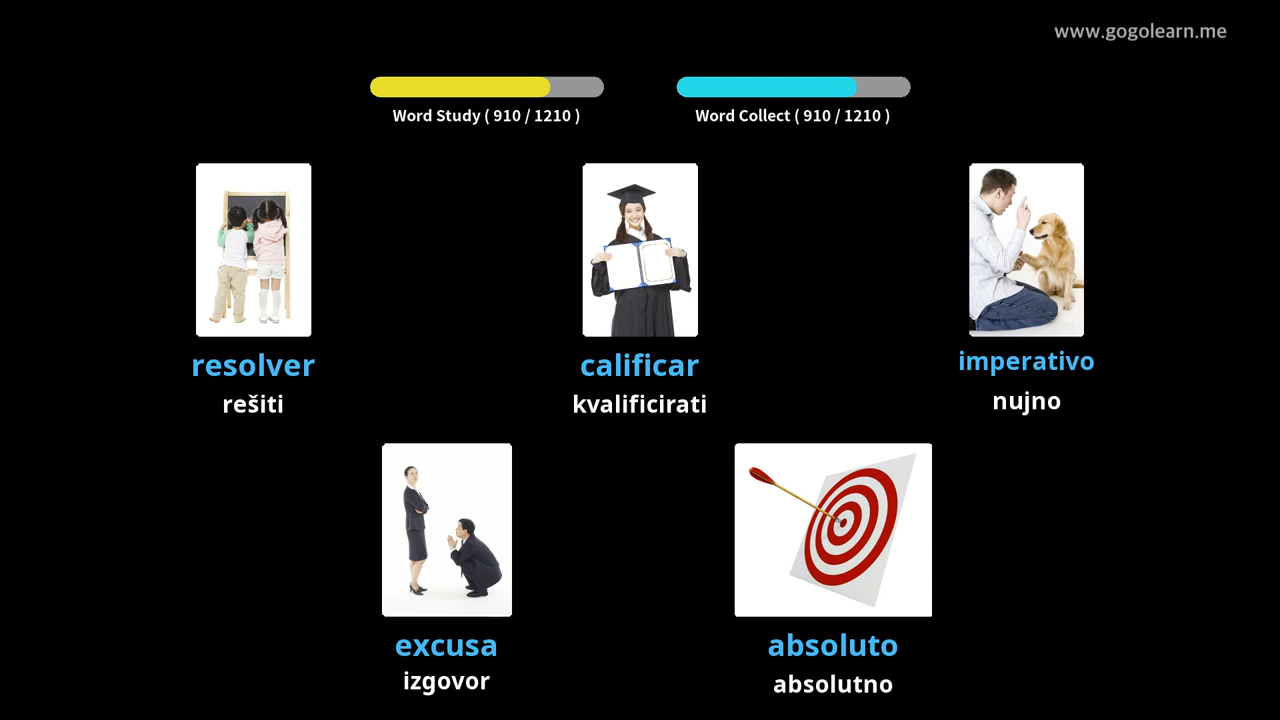 www.gogolearn.me
Word Study ( 910 / 1210 )
Word Collect ( 910 / 1210 )
resolver
rešiti
calificar
kvalificirati
imperativo
nujno
excusa
izgovor
absoluto
absolutno